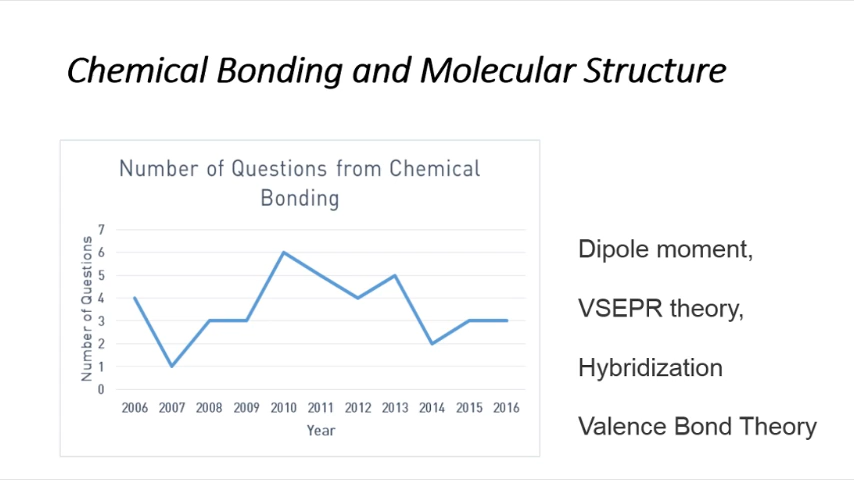 Chemical Bonding and Molecular Structure
Number of Questions from Chemical
Bonding
Number of Questions
7
6
5
4
3
2
1
0
2006 2007 2008 2009 2010 2011 2012 2013 2014 2015 2016
Year
Dipole moment,
VSEPR theory,
Hybridization
Valence Bond Theory